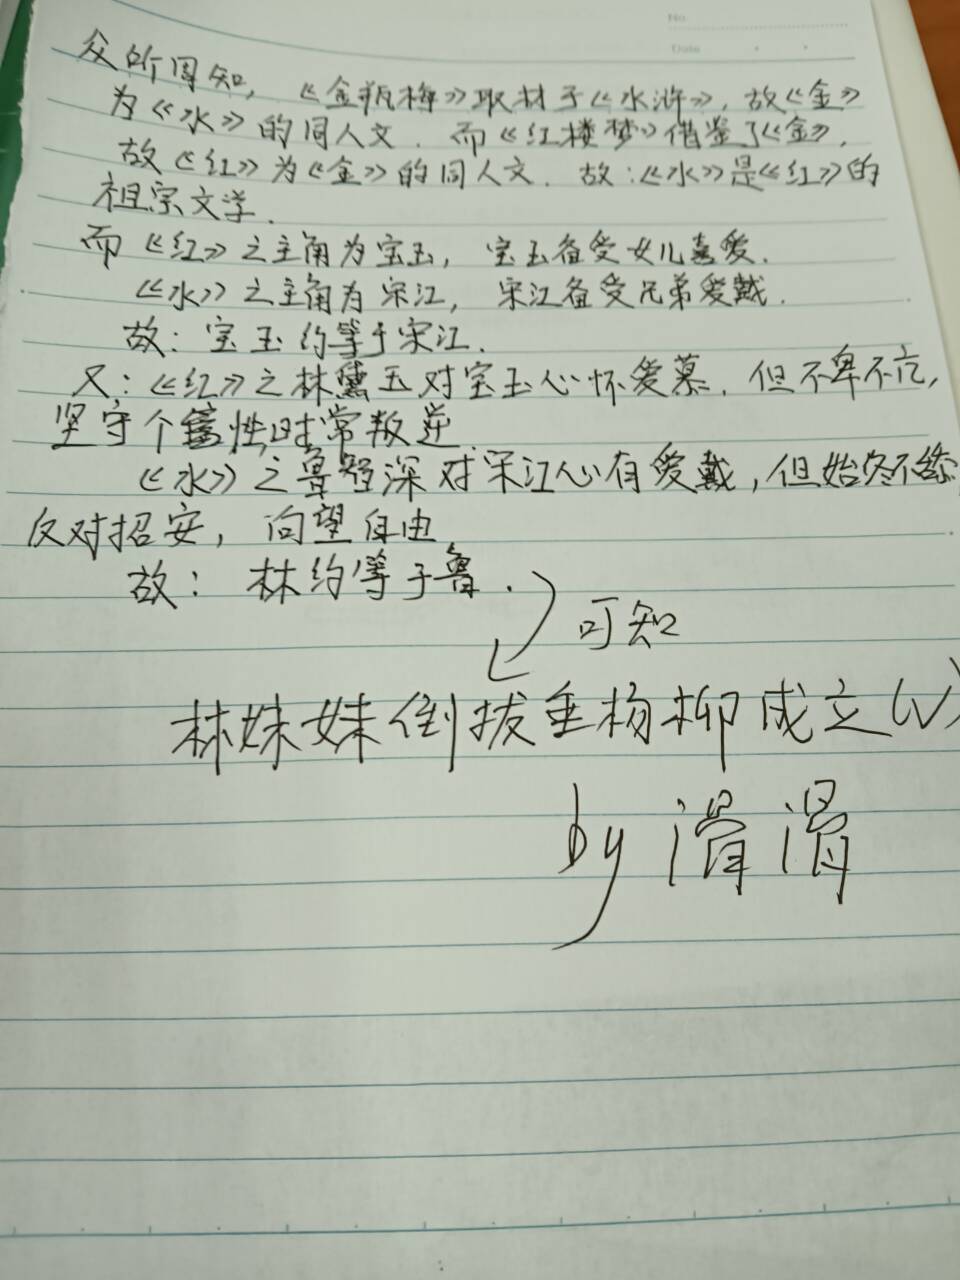 No
Date
众所周知,《金瓶梅》取材于《水浒》,故《金》
为《水》的同人文.而《红楼梦》借鉴了《金》,
故《红》为《金》的同人文.故:《水》是《红》的
祖宗文学.
而《红》之主角为宝玉,宝玉备受女儿喜爱.
《水》之主角为宋江,宋江备受兄弟爱戴.
故:宝玉约等于宋江.
又:《红》之林黛玉对宝玉心怀爱慕.但不卑不亢,
坚守个性,时常叛逆
《水》之鲁智深对宋江心有爱戴,但始终不
反对招安,向望自由
故:林约等于鲁.
可知
林妹妹倒拔垂杨柳成立(√)
by 滑滑